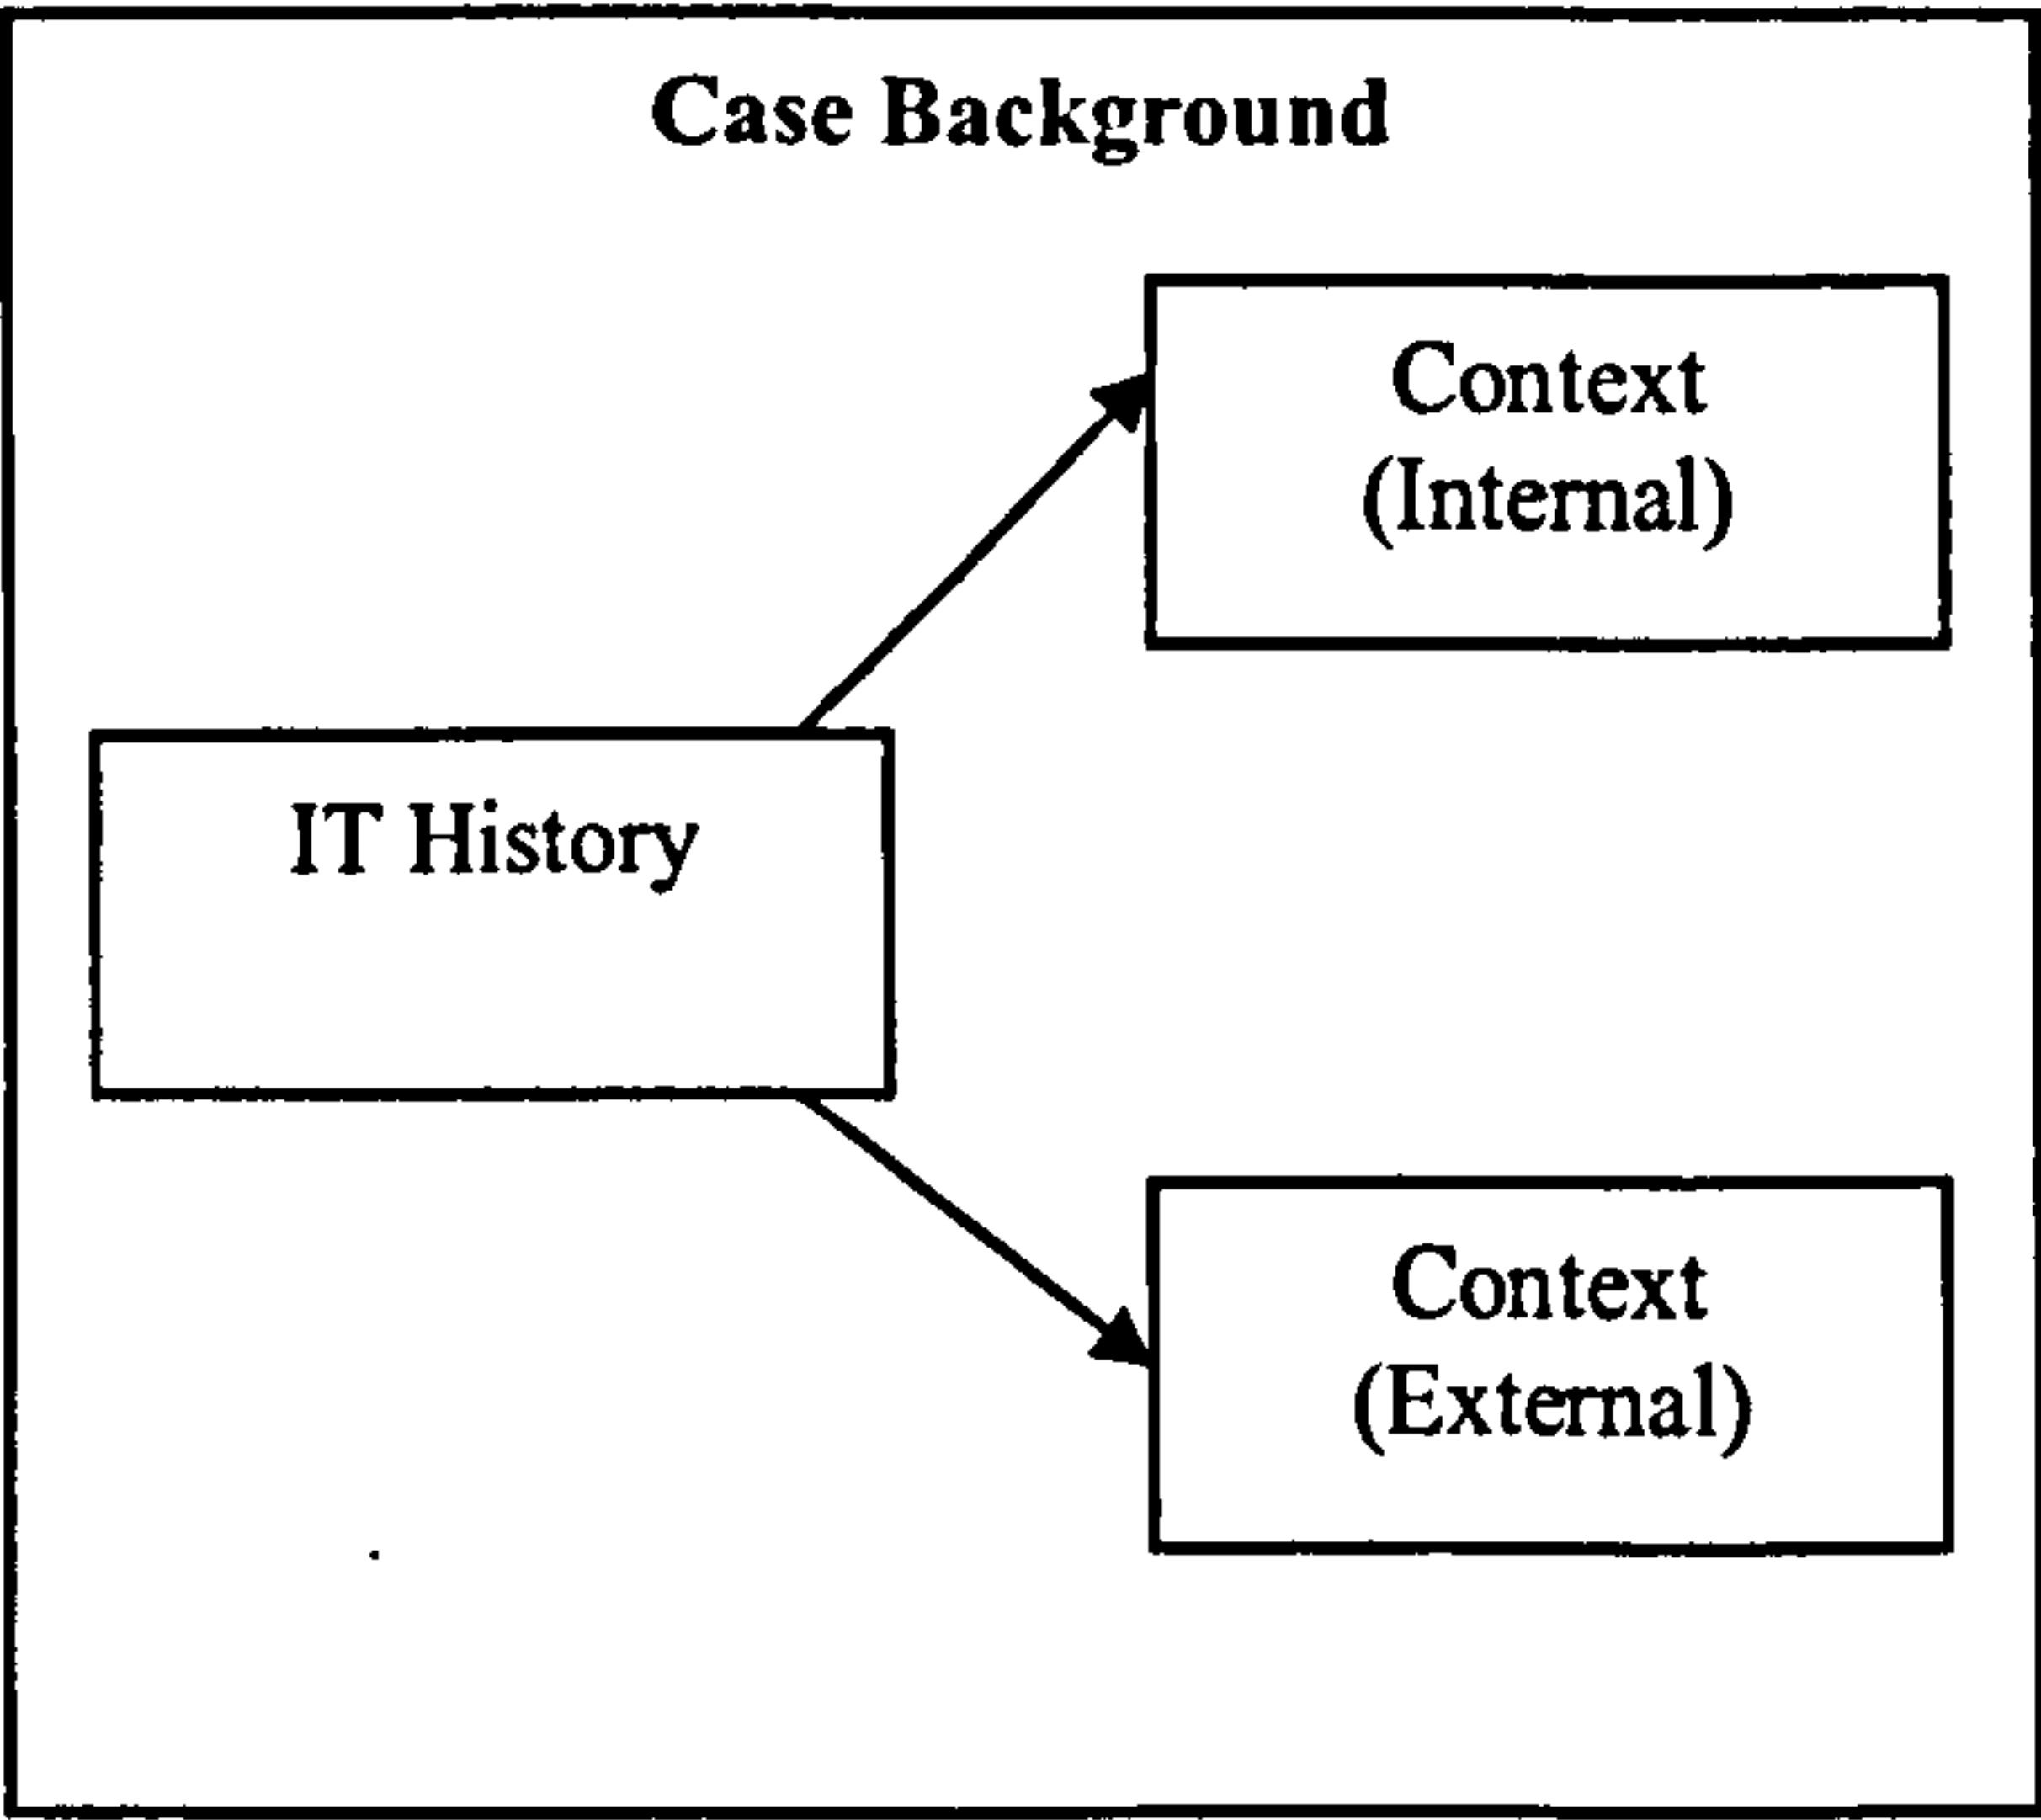 Case Background
Context
(Internal)
IT History
Context
(External)